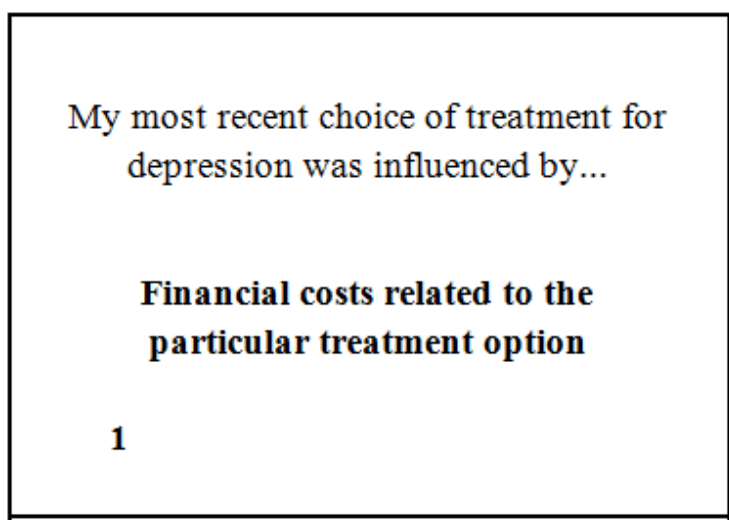 My most recent choice of treatment for
depression was influenced by...
Financial costs related to the
particular treatment option
1